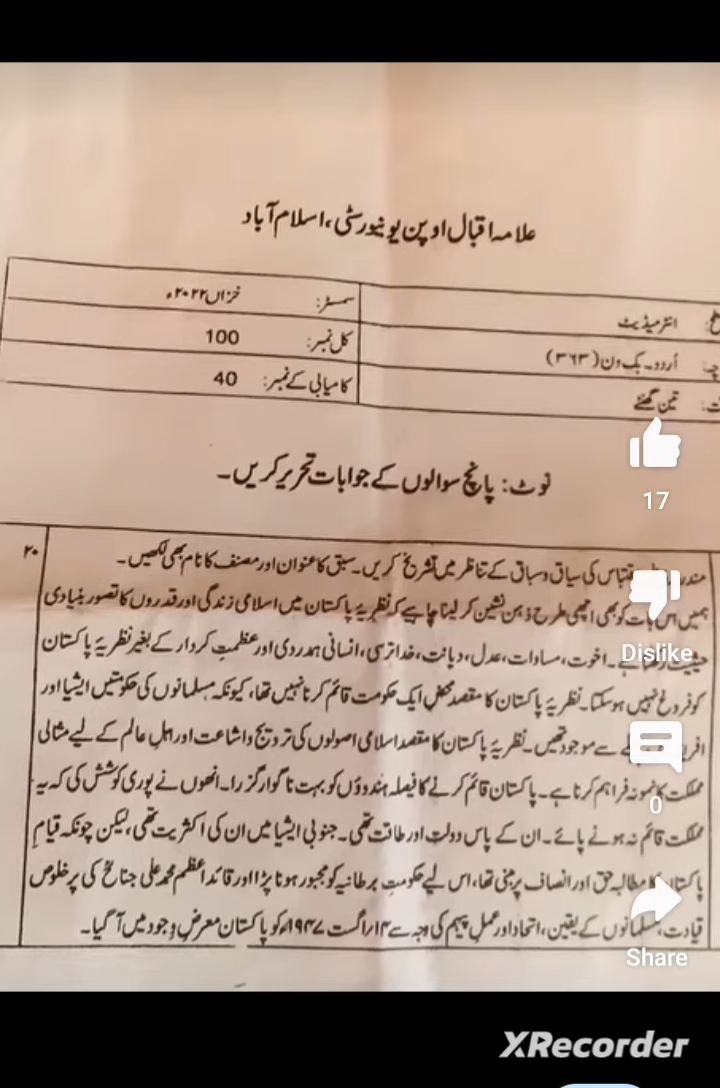 علامہ اقبال اوپن یونیورسٹی، اسلام آباد
انٹرمیڈیٹ سمسٹر: خزاں ۲۰۲۲ء
اُردو۔بک ون (۳۶۳) کل نمبر: 100
تین گھنٹے کامیابی کے نمبر: 40
نوٹ: پانچ سوالوں کے جوابات تحریر کریں۔
کی سیاق و سباق کے تناظر میں تشریح کریں۔ سبق کا عنوان اور مصنف کا نام بھی لکھیں۔ ۲۰
ہمیں اس بات کو بھی اچھی طرح ذہن نشین کر لینا چاہیے کہ نظریۂ پاکستان میں اسلامی زندگی اور قدروں کا تصور بنیادی
حیثیت ہے۔ اخوت، مساوات، عدل، دیانت، خدا ترسی، انسانی ہمدردی اور عظمتِ کردار کے بغیر نظریۂ پاکستان
کو فروغ نہیں ہو سکتا۔ نظریۂ پاکستان کا مقصد محض ایک حکومت قائم کرنا نہیں تھا، کیونکہ مسلمانوں کی حکومتیں ایشیا اور
سے موجود تھیں۔ نظریۂ پاکستان کا مقصد اسلامی اصولوں کی ترویج و اشاعت اور اہلِ عالم کے لیے مثالی
مملکت کا نمونہ فراہم کرنا ہے۔ پاکستان قائم کرنے کا فیصلہ ہندوؤں کو بہت ناگوار گزرا۔ انھوں نے پوری کوشش کی کہ یہ
مملکت قائم نہ ہونے پائے۔ ان کے پاس دولت اور طاقت تھی۔ جنوبی ایشیا میں ان کی اکثریت تھی، لیکن چونکہ قیامِ
کا مطالبہ حق اور انصاف پر مبنی تھا، اس لیے حکومتِ برطانیہ کو مجبور ہونا پڑا اور قائد اعظم محمد علی جناحؒ کی پرخلوص
قیادت، مسلمانوں کے یقین، اتحاد اور عملِ پیہم کی وجہ سے ۱۴؍اگست ۱۹۴۷ء کو پاکستان معرضِ وجود میں آ گیا۔
17
Dislike
0
Share
XRecorder